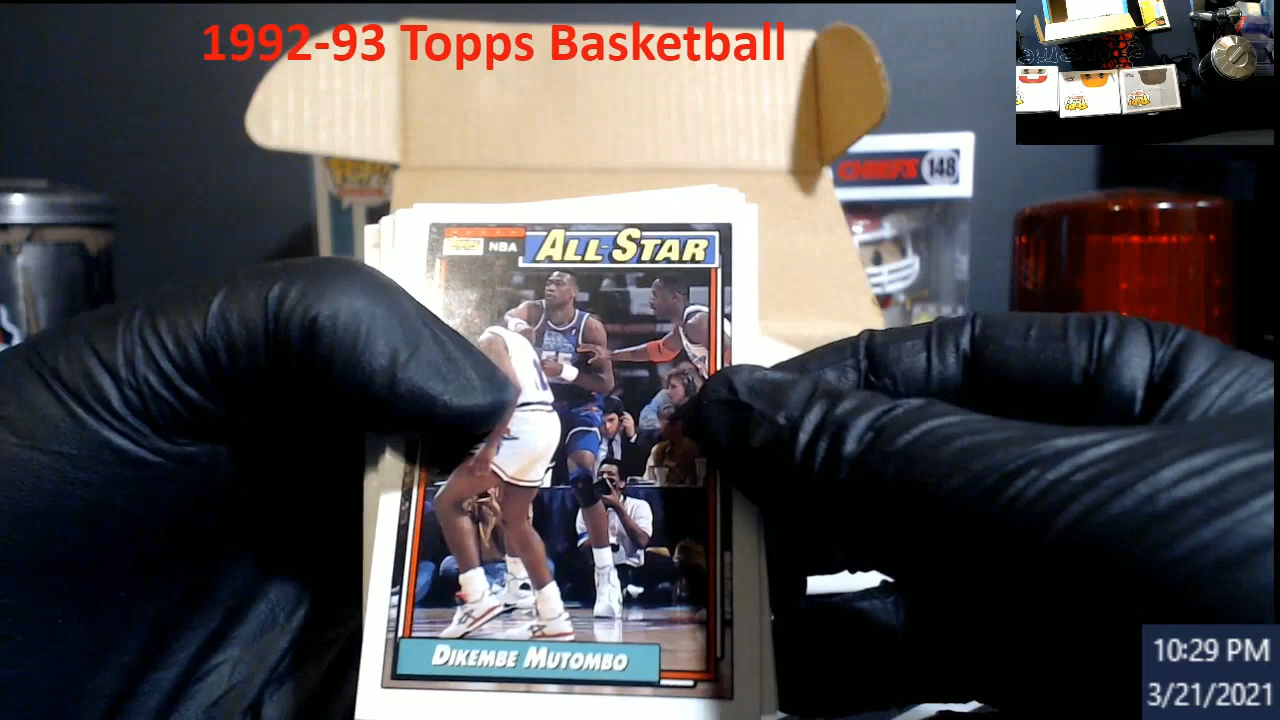 1992-93 Topps Basketball
CHIEFS 148
NBA ALL-STAR
DIKEMBE MUTOMBO
10:29 PM
3/21/2021